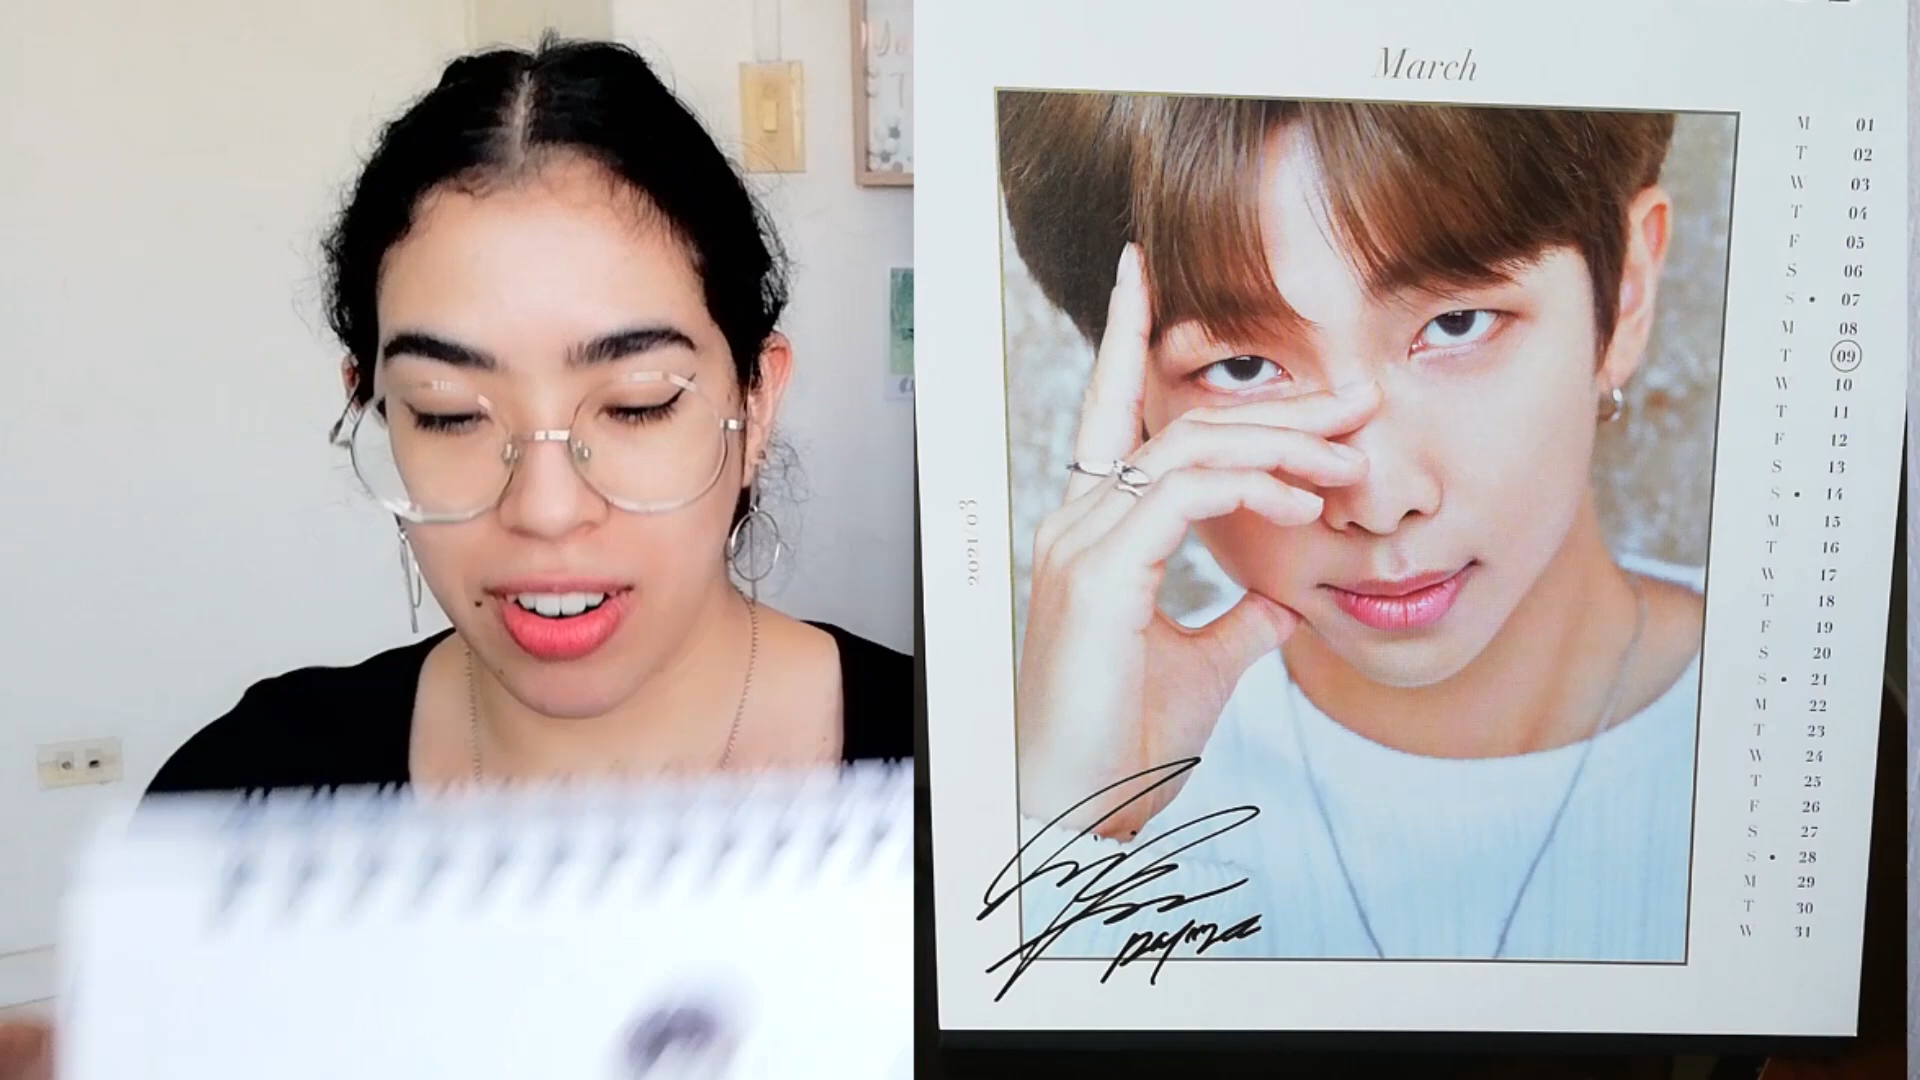 March
M 01
T 02
W 03
T 04
F 05
S 06
S • 07
M 08
T 09
W 10
T 11
F 12
S 13
S • 14
M 15
T 16
W 17
T 18
F 19
S 20
S • 21
M 22
T 23
W 24
T 25
F 26
S 27
S • 28
M 29
T 30
W 31
2021/03